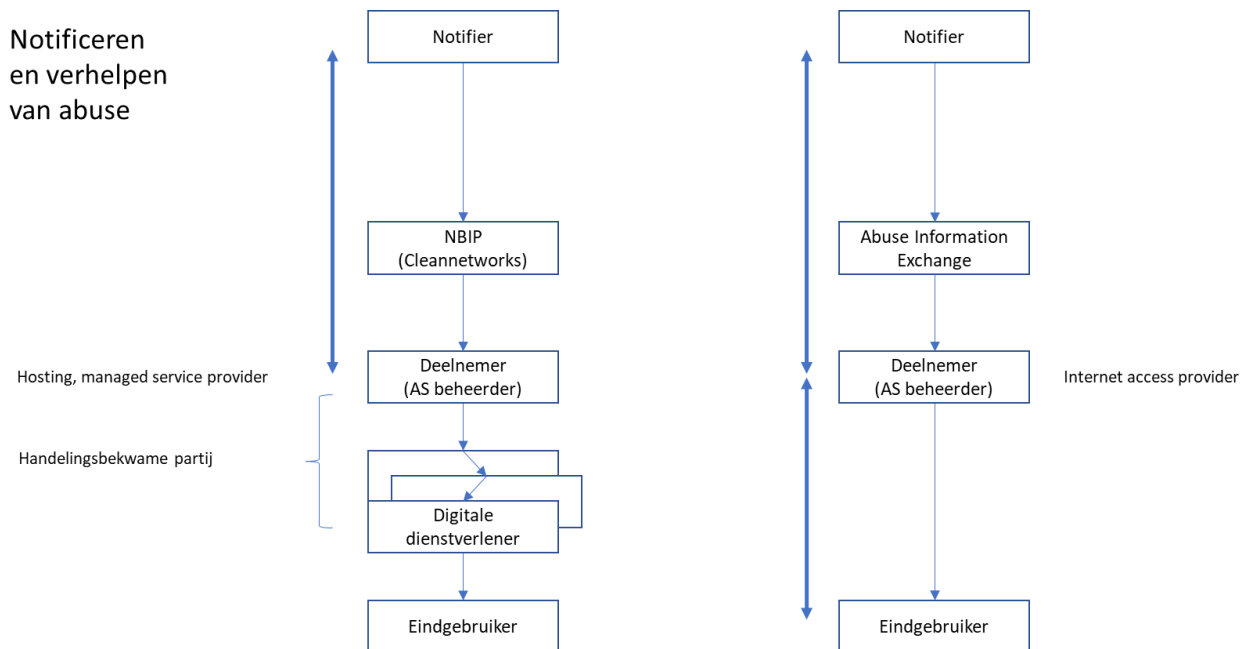 Notificeren
en verhelpen
van abuse
Notifier
Notifier
NBIP
(Cleannetworks)
Abuse Information
Exchange
Hosting, managed service provider
Deelnemer
(AS beheerder)
Deelnemer
(AS beheerder)
Internet access provider
Handelingsbekwame partij
Digitale
dienstverlener
Eindgebruiker
Eindgebruiker